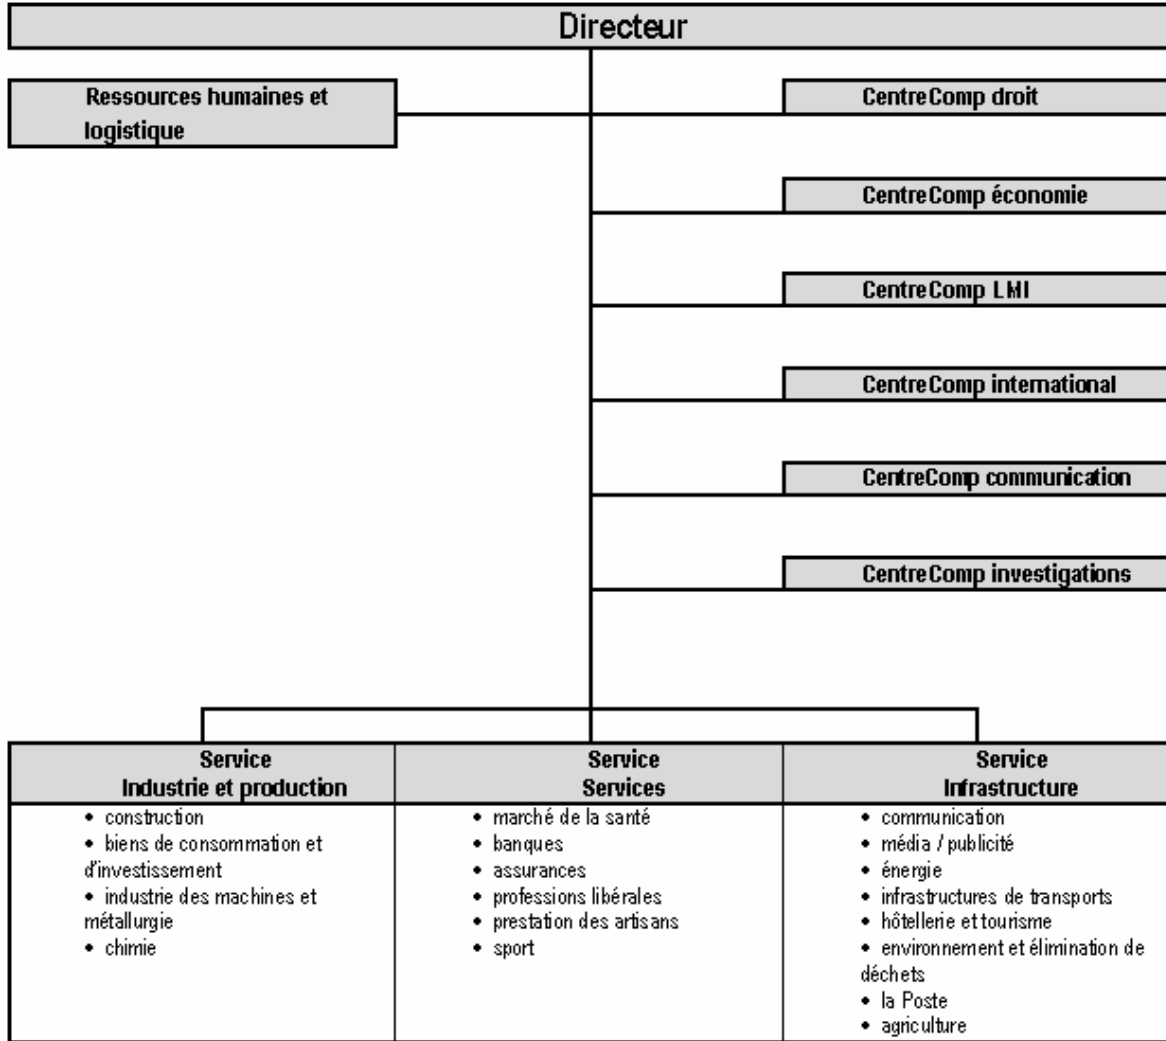 Directeur
Ressources humaines et
logistique
CentreComp droit
CentreComp économie
CentreComp LMI
CentreComp international
CentreComp communication
CentreComp investigations
Service
Industrie et production
• construction
• biens de consommation et
d'investissement
• industrie des machines et
métallurgie
• chimie
Service
Services
• marché de la santé
• banques
• assurances
• professions libérales
• prestation des artisans
• sport
Service
Infrastructure
• communication
• média / publicité
• énergie
• infrastructures de transports
• hôtellerie et tourisme
• environnement et élimination de
déchets
• la Poste
• agriculture